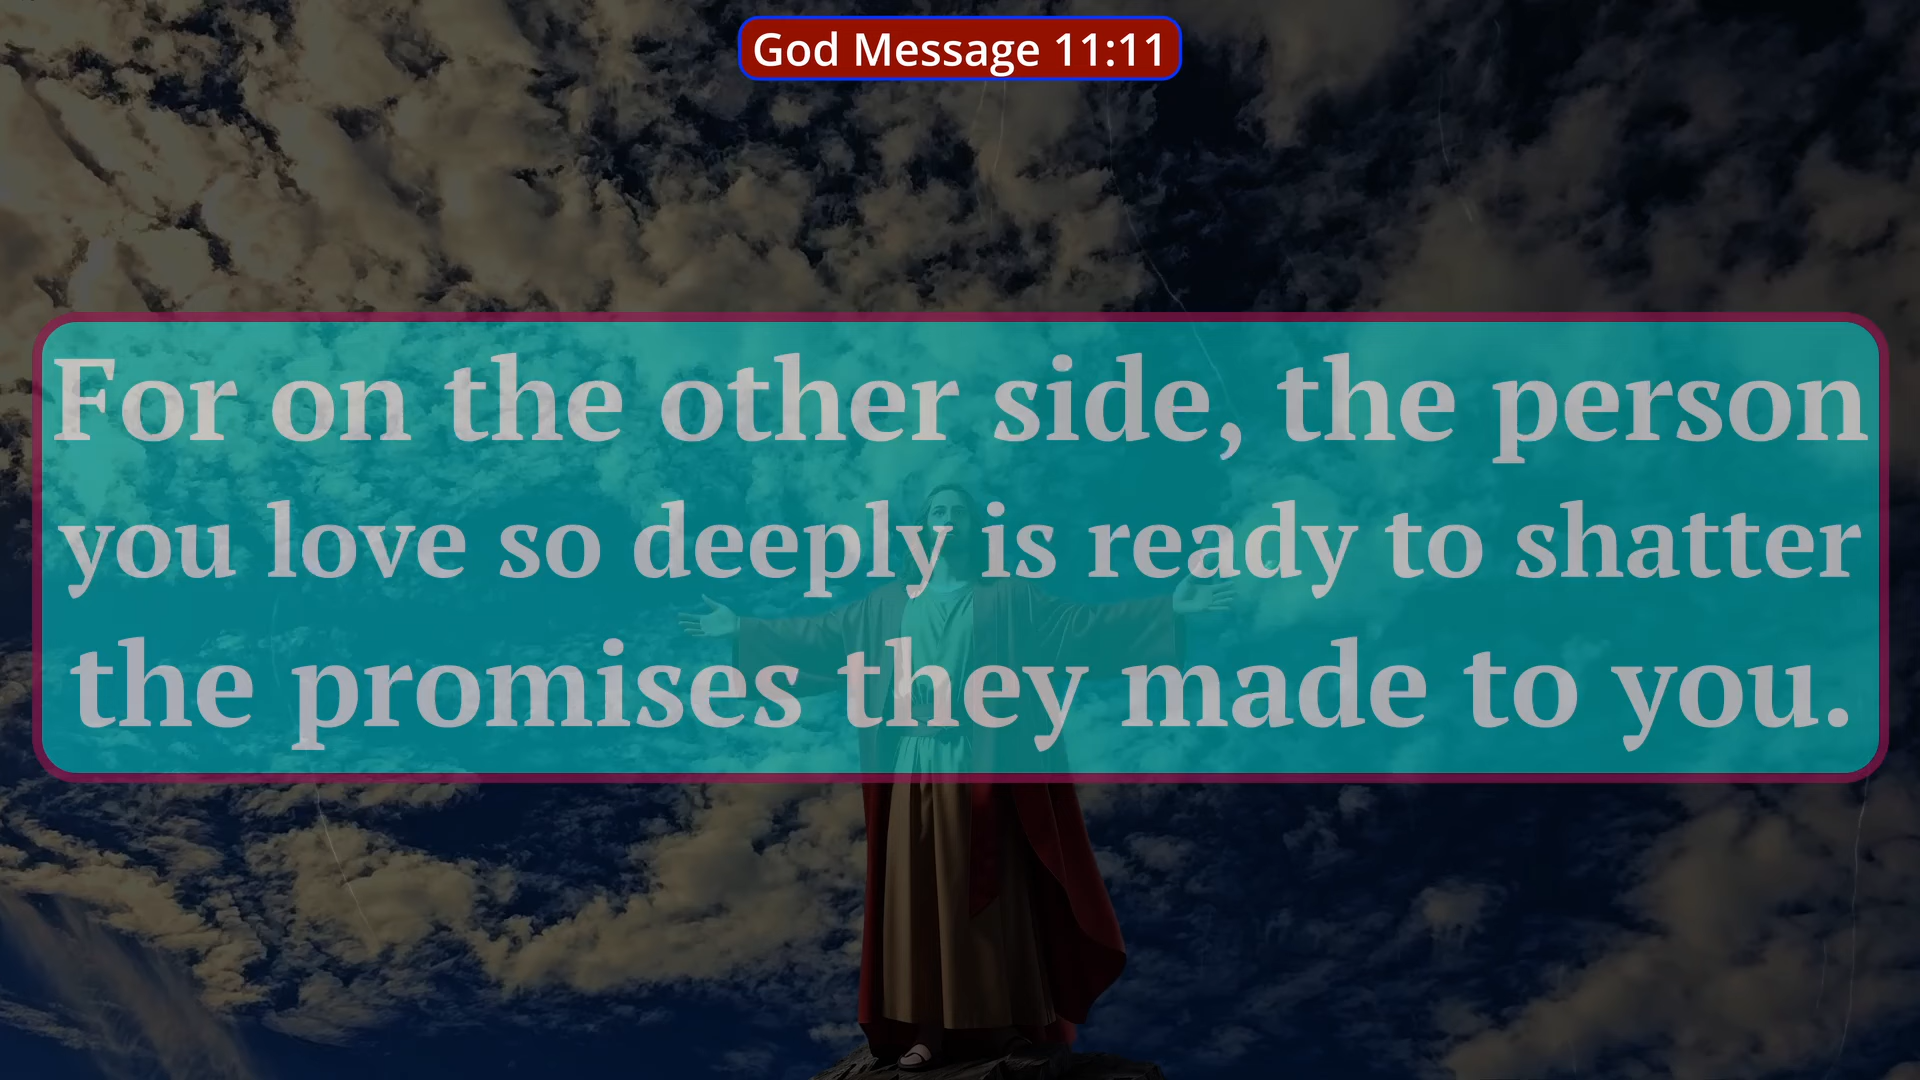 God Message 11:11
For on the other side, the person
you love so deeply is ready to shatter
the promises they made to you.